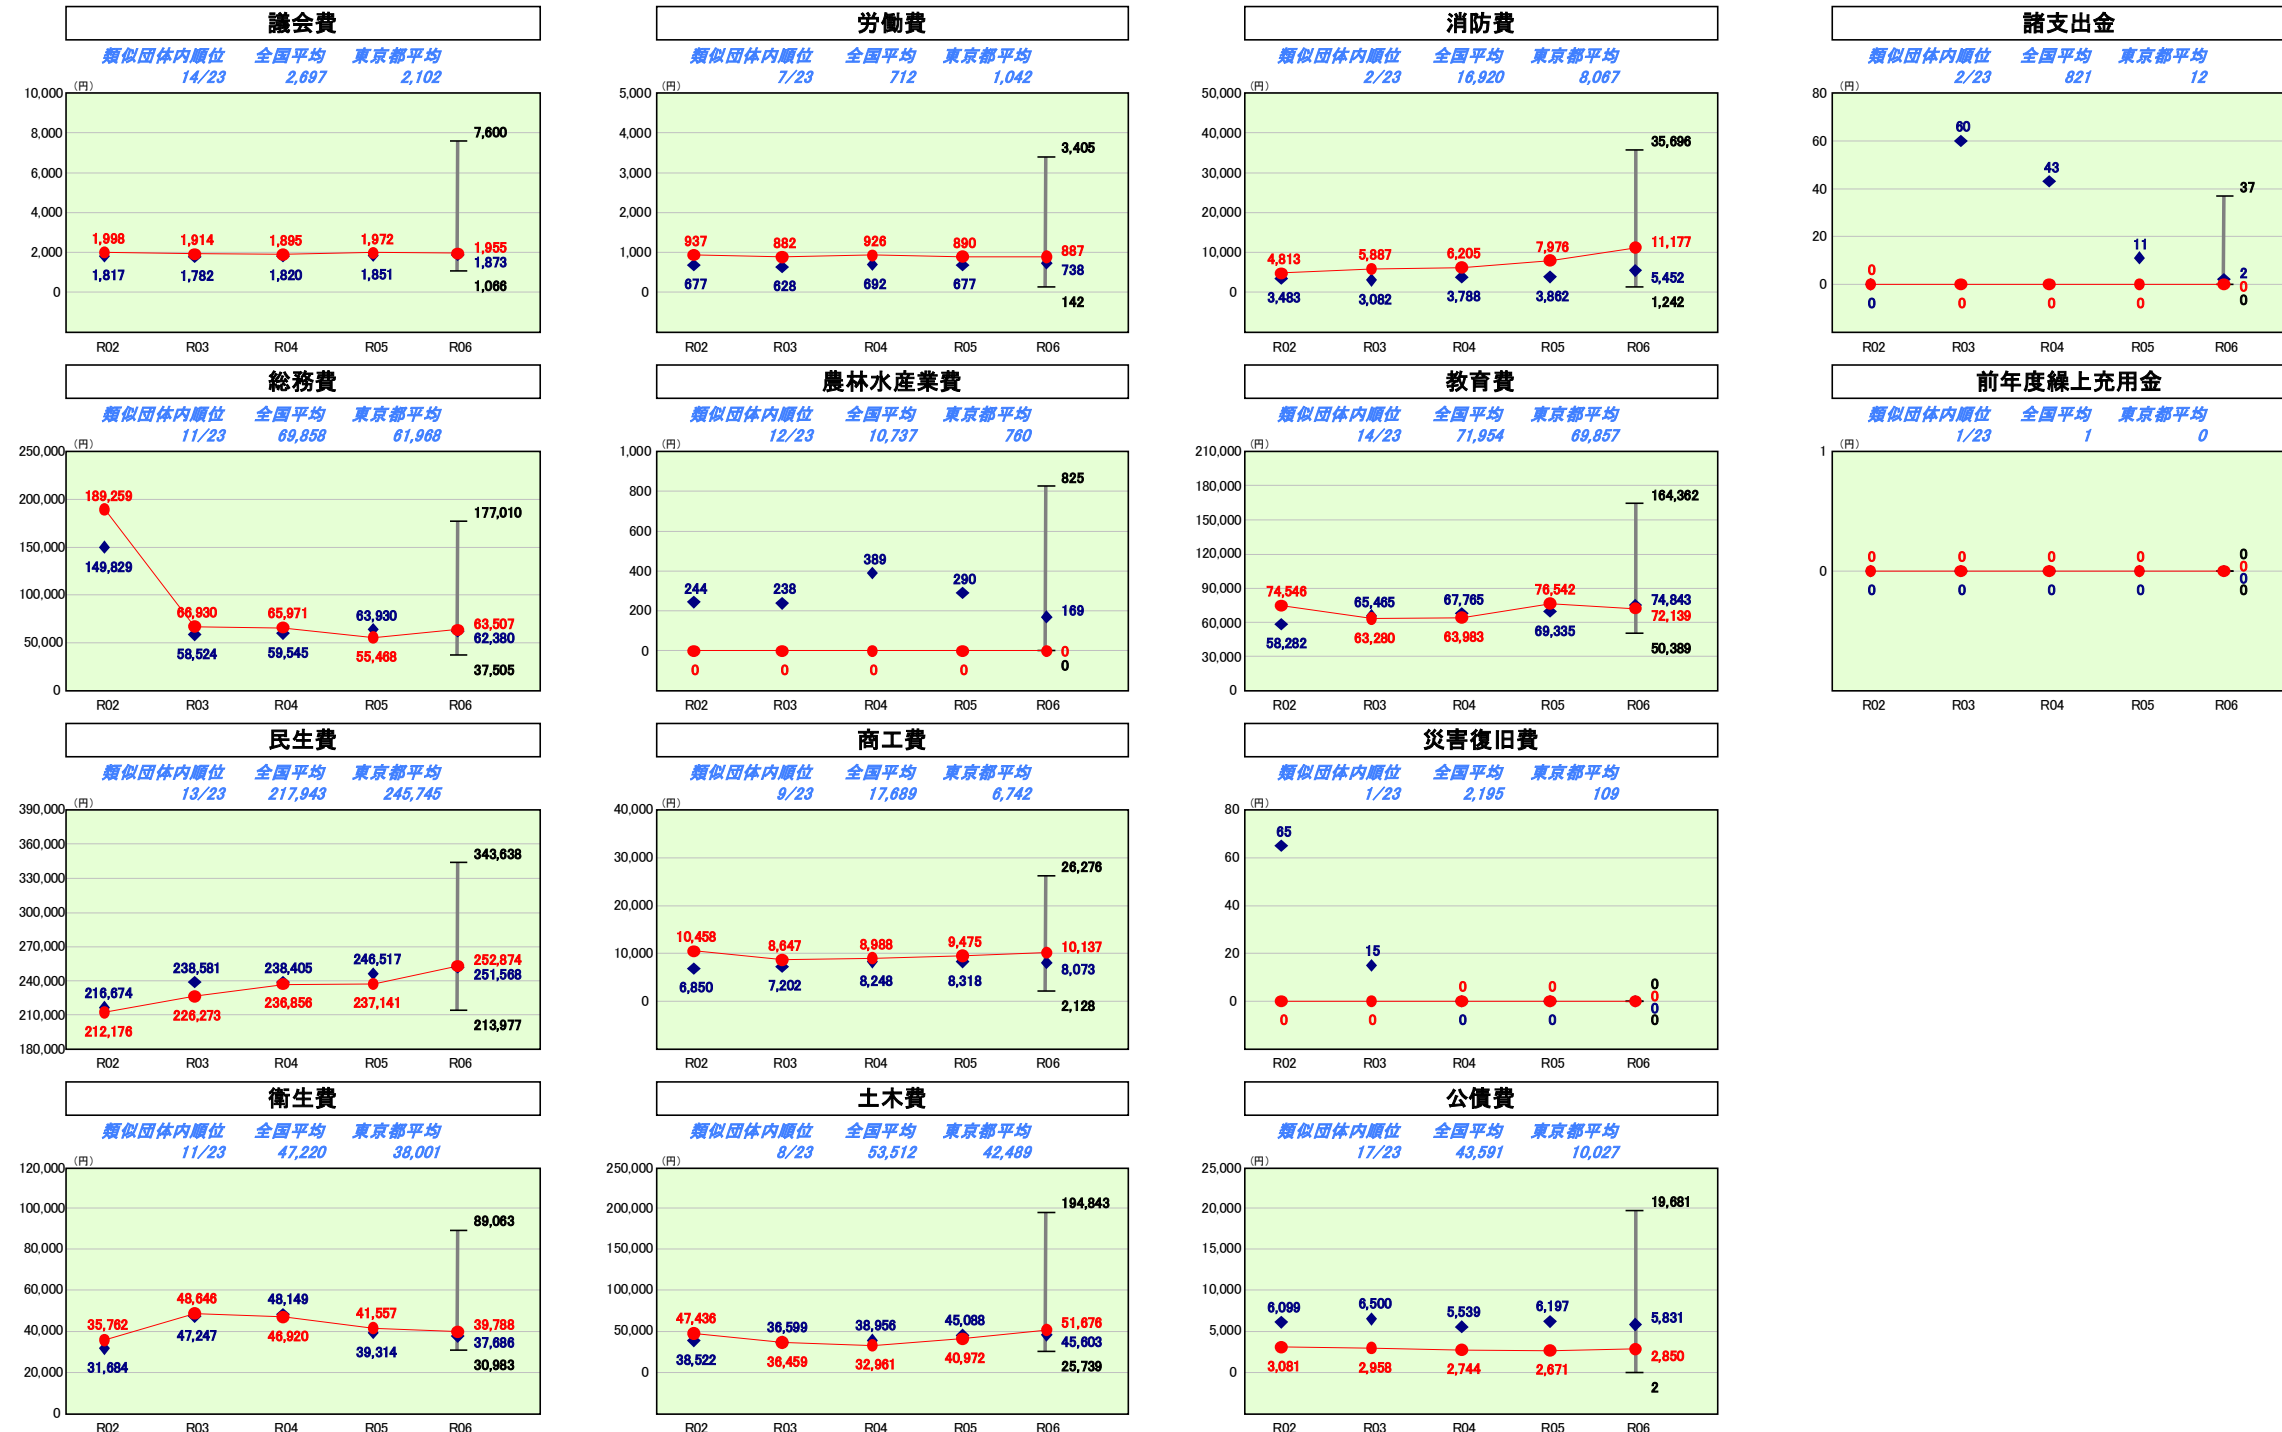 議会費
類似団体内順位 全国平均 東京都平均
14/23 2,697 2,102
(円)
10,000
8,000
6,000
4,000
2,000
0
7,600
1,998 1,914 1,895 1,972 1,955
1,817 1,782 1,820 1,851 1,873
1,066
R02 R03 R04 R05 R06
労働費
類似団体内順位 全国平均 東京都平均
7/23 712 1,042
(円)
5,000
4,000
3,000
2,000
1,000
0
3,405
937 882 926 890 887
677 628 692 677 738
142
R02 R03 R04 R05 R06
消防費
類似団体内順位 全国平均 東京都平均
2/23 16,920 8,067
(円)
50,000
40,000
30,000
20,000
10,000
0
35,696
4,813 5,887 6,205 7,976 11,177
3,483 3,082 3,788 3,862 5,452
1,242
R02 R03 R04 R05 R06
諸支出金
類似団体内順位 全国平均 東京都平均
2/23 821 12
(円)
80
60
40
20
0
60 43 11 2
37
0 0 0 0 0
0 0
R02 R03 R04 R05 R06
総務費
類似団体内順位 全国平均 東京都平均
11/23 69,858 61,968
(円)
250,000
200,000
150,000
100,000
50,000
0
177,010
189,259 66,930 65,971 63,930 63,507
149,829 58,524 59,545 55,468 62,380
37,505
R02 R03 R04 R05 R06
農林水産業費
類似団体内順位 全国平均 東京都平均
12/23 10,737 760
(円)
1,000
800
600
400
200
0
825
244 238 389 290 169
0 0 0 0 0
0
R02 R03 R04 R05 R06
教育費
類似団体内順位 全国平均 東京都平均
14/23 71,954 69,857
(円)
210,000
180,000
150,000
120,000
90,000
60,000
30,000
0
164,362
74,546 65,465 67,765 76,542 74,843
58,282 63,280 63,983 69,335 72,139
50,389
R02 R03 R04 R05 R06
前年度繰上充用金
類似団体内順位 全国平均 東京都平均
1/23 1 0
(円)
1
0
0
0 0 0 0 0
0 0 0 0 0
0
R02 R03 R04 R05 R06
民生費
類似団体内順位 全国平均 東京都平均
13/23 217,943 245,745
(円)
390,000
360,000
330,000
300,000
270,000
240,000
210,000
180,000
343,638
216,674 238,581 238,405 246,517 252,874
212,176 226,273 236,856 237,141 251,568
213,977
R02 R03 R04 R05 R06
商工費
類似団体内順位 全国平均 東京都平均
9/23 17,689 6,742
(円)
40,000
30,000
20,000
10,000
0
26,276
10,458 8,647 8,988 9,475 10,137
6,850 7,202 8,248 8,318 8,073
2,128
R02 R03 R04 R05 R06
災害復旧費
類似団体内順位 全国平均 東京都平均
1/23 2,195 109
(円)
80
60
40
20
0
65 15
0 0 0
0
0 0 0 0 0
0
R02 R03 R04 R05 R06
衛生費
類似団体内順位 全国平均 東京都平均
11/23 47,220 38,001
(円)
120,000
100,000
80,000
60,000
40,000
20,000
0
89,063
35,762 48,646 48,149 41,557 39,788
31,684 47,247 46,920 39,314 37,686
30,983
R02 R03 R04 R05 R06
土木費
類似団体内順位 全国平均 東京都平均
8/23 53,512 42,489
(円)
250,000
200,000
150,000
100,000
50,000
0
194,843
47,436 36,599 38,956 45,088 51,676
38,522 36,459 32,961 40,972 45,603
25,739
R02 R03 R04 R05 R06
公債費
類似団体内順位 全国平均 東京都平均
17/23 43,591 10,027
(円)
25,000
20,000
15,000
10,000
5,000
0
19,681
6,099 6,500 5,539 6,197 5,831
3,081 2,958 2,744 2,671 2,850
2
R02 R03 R04 R05 R06